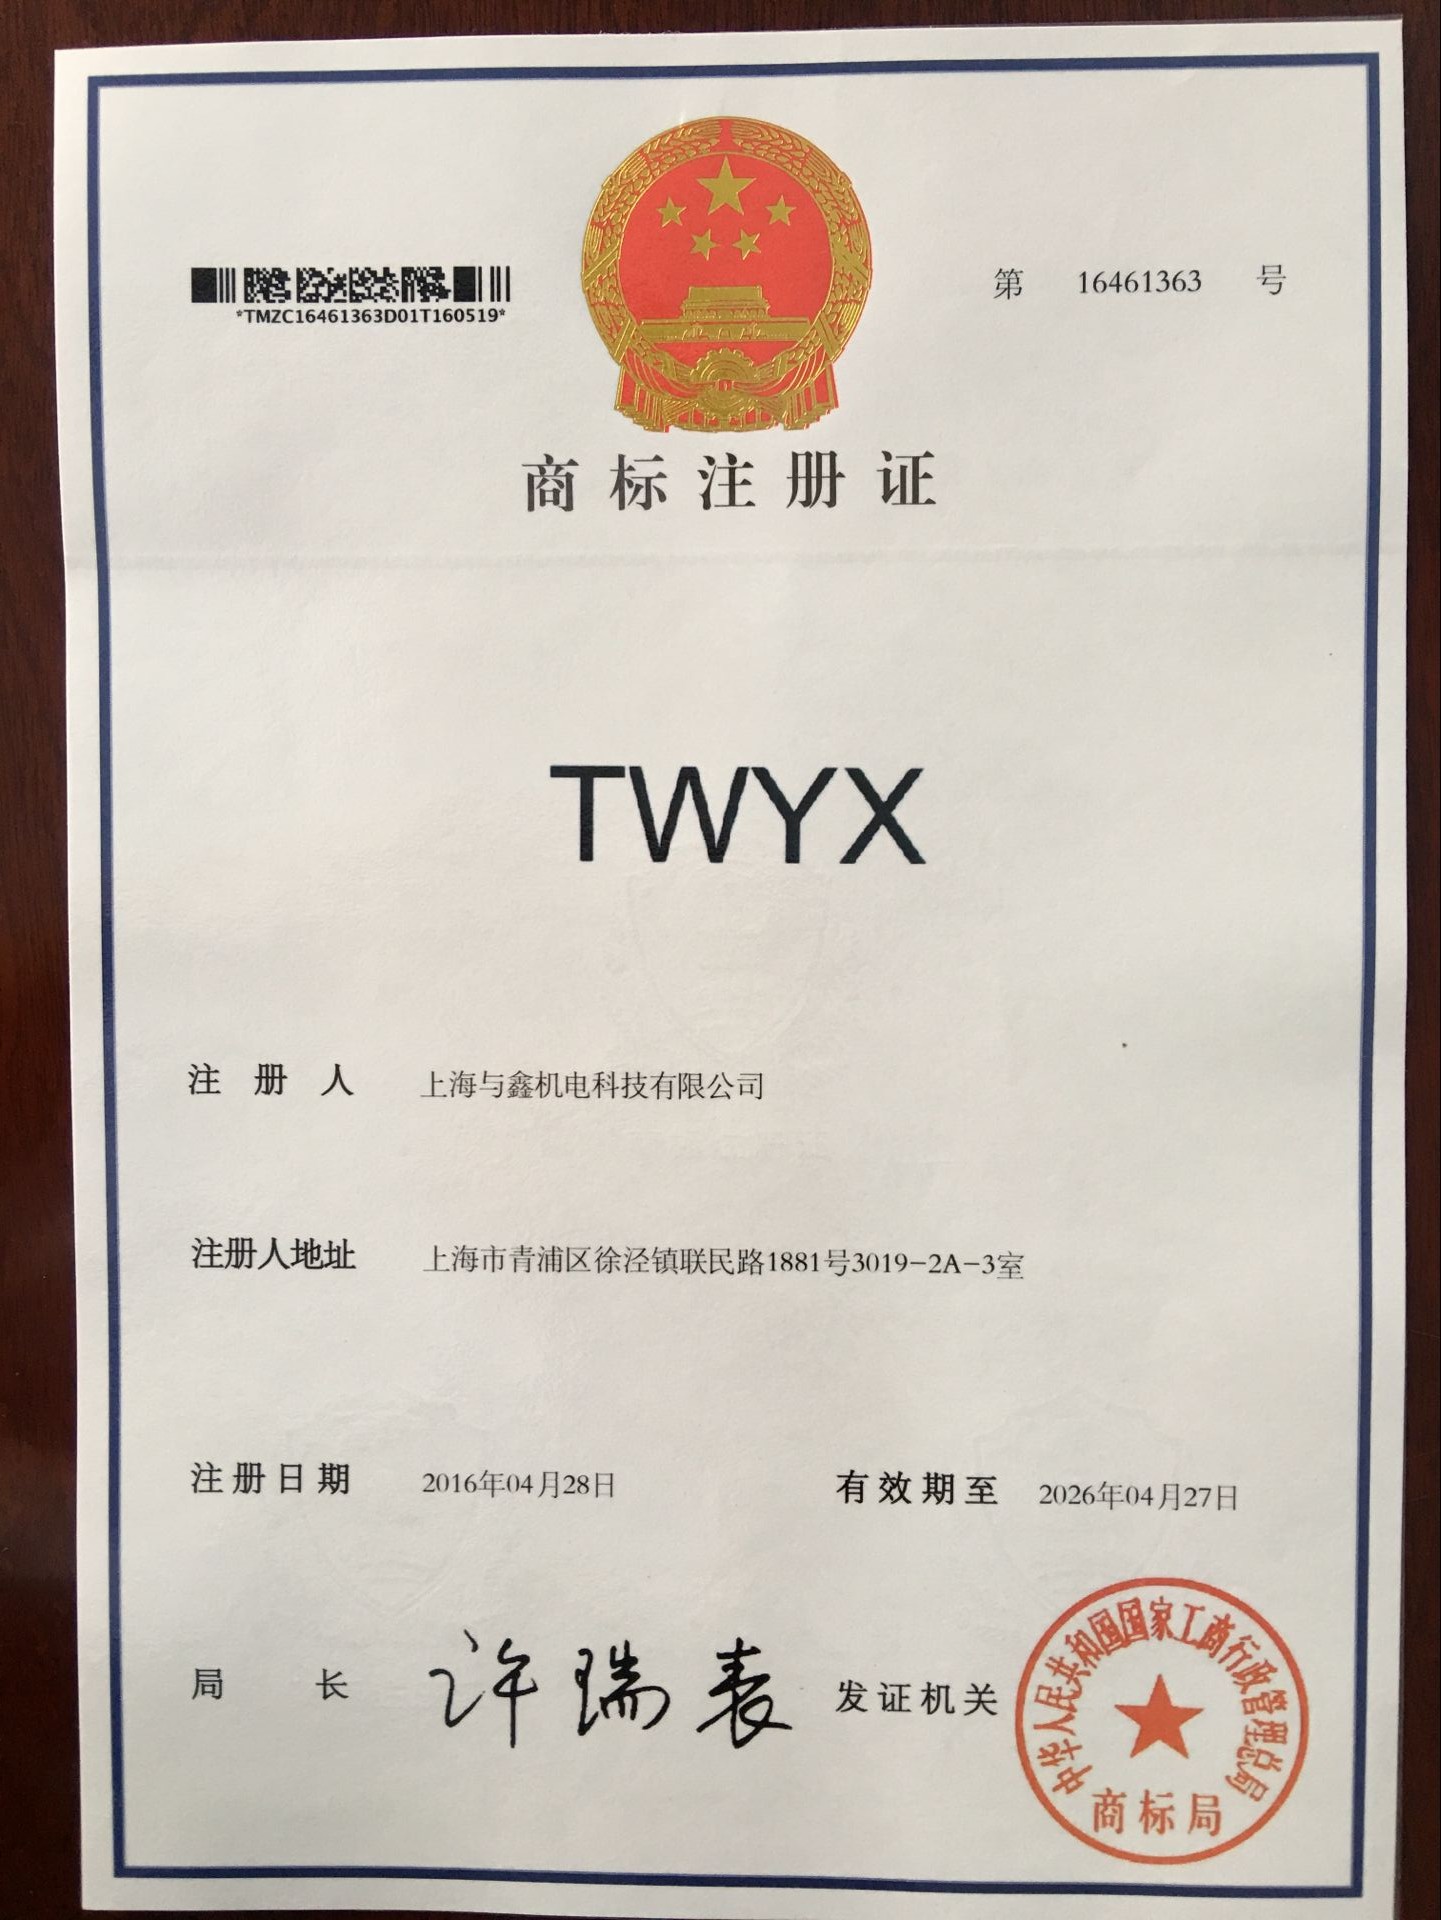 *TMZC16461363D01T160519*
第 16461363 号
商标注册证
TWYX
注册人 上海与鑫机电科技有限公司
注册人地址 上海市青浦区徐泾镇联民路1881号3019-2A-3室
注册日期 2016年04月28日 有效期至 2026年04月27日
局长 许瑞表 发证机关
中华人民共和国国家工商行政管理总局
商标局